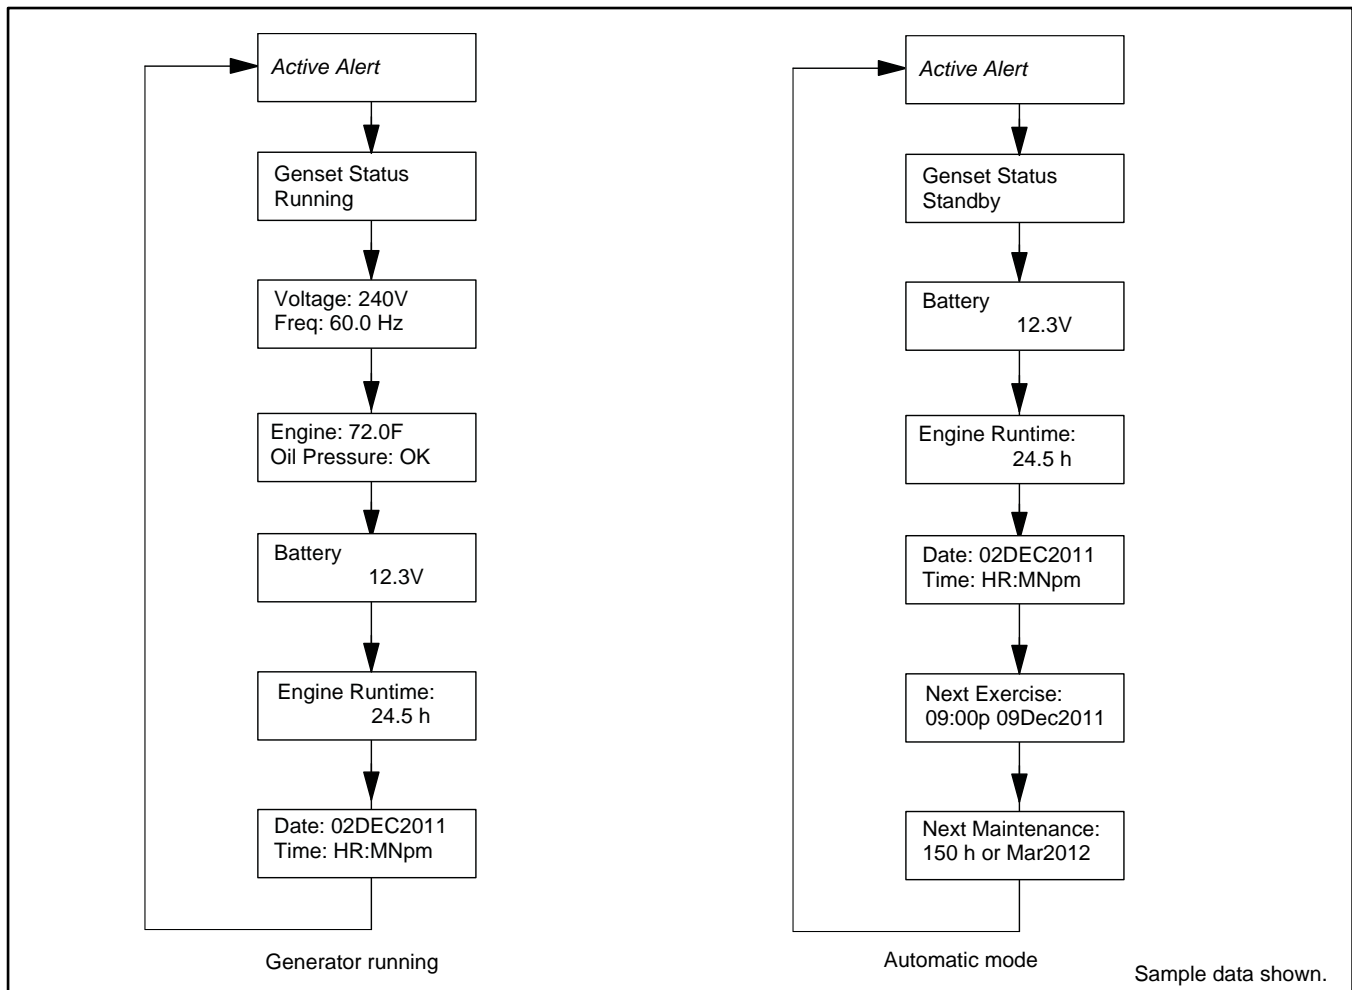 Active Alert
Genset Status
Running
Voltage: 240V
Freq: 60.0 Hz
Engine: 72.0F
Oil Pressure: OK
Battery
12.3V
Engine Runtime:
24.5 h
Date: 02DEC2011
Time: HR:MNpm
Generator running
Active Alert
Genset Status
Standby
Battery
12.3V
Engine Runtime:
24.5 h
Date: 02DEC2011
Time: HR:MNpm
Next Exercise:
09:00p 09Dec2011
Next Maintenance:
150 h or Mar2012
Automatic mode
Sample data shown.